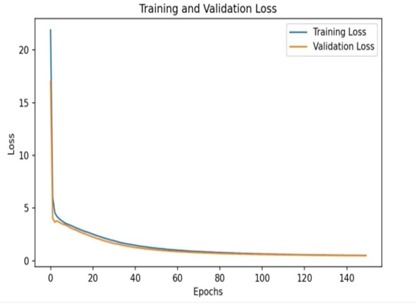 Training and Validation Loss
Training Loss
Validation Loss
Loss
20
15
10
5
0
0 20 40 60 80 100 120 140
Epochs